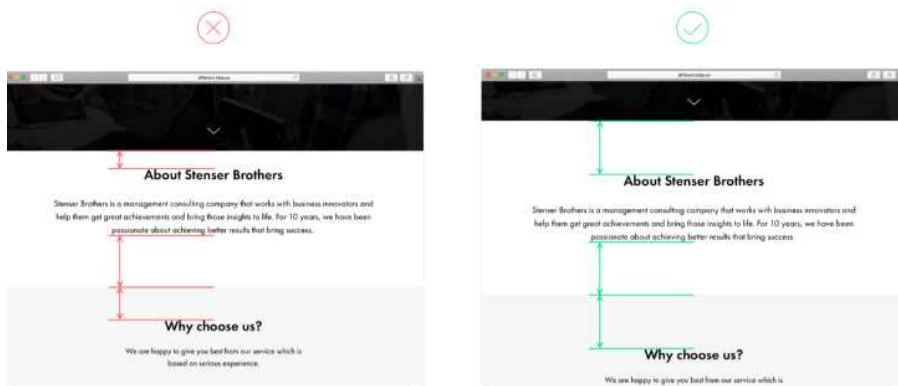 About Stenser Brothers
Stenser Brothers is a management consulting company that works with business innovators and
help them get great achievements and bring those insights to life. For 10 years, we have been
passionate about achieving better results that bring success.
Why choose us?
We are happy to give you best from our service which is
based on serious experience.
About Stenser Brothers
Stenser Brothers is a management consulting company that works with business innovators and
help them get great achievements and bring those insights to life. For 10 years, we have been
passionate about achieving better results that bring success
Why choose us?
We are happy to give you best from our service which is